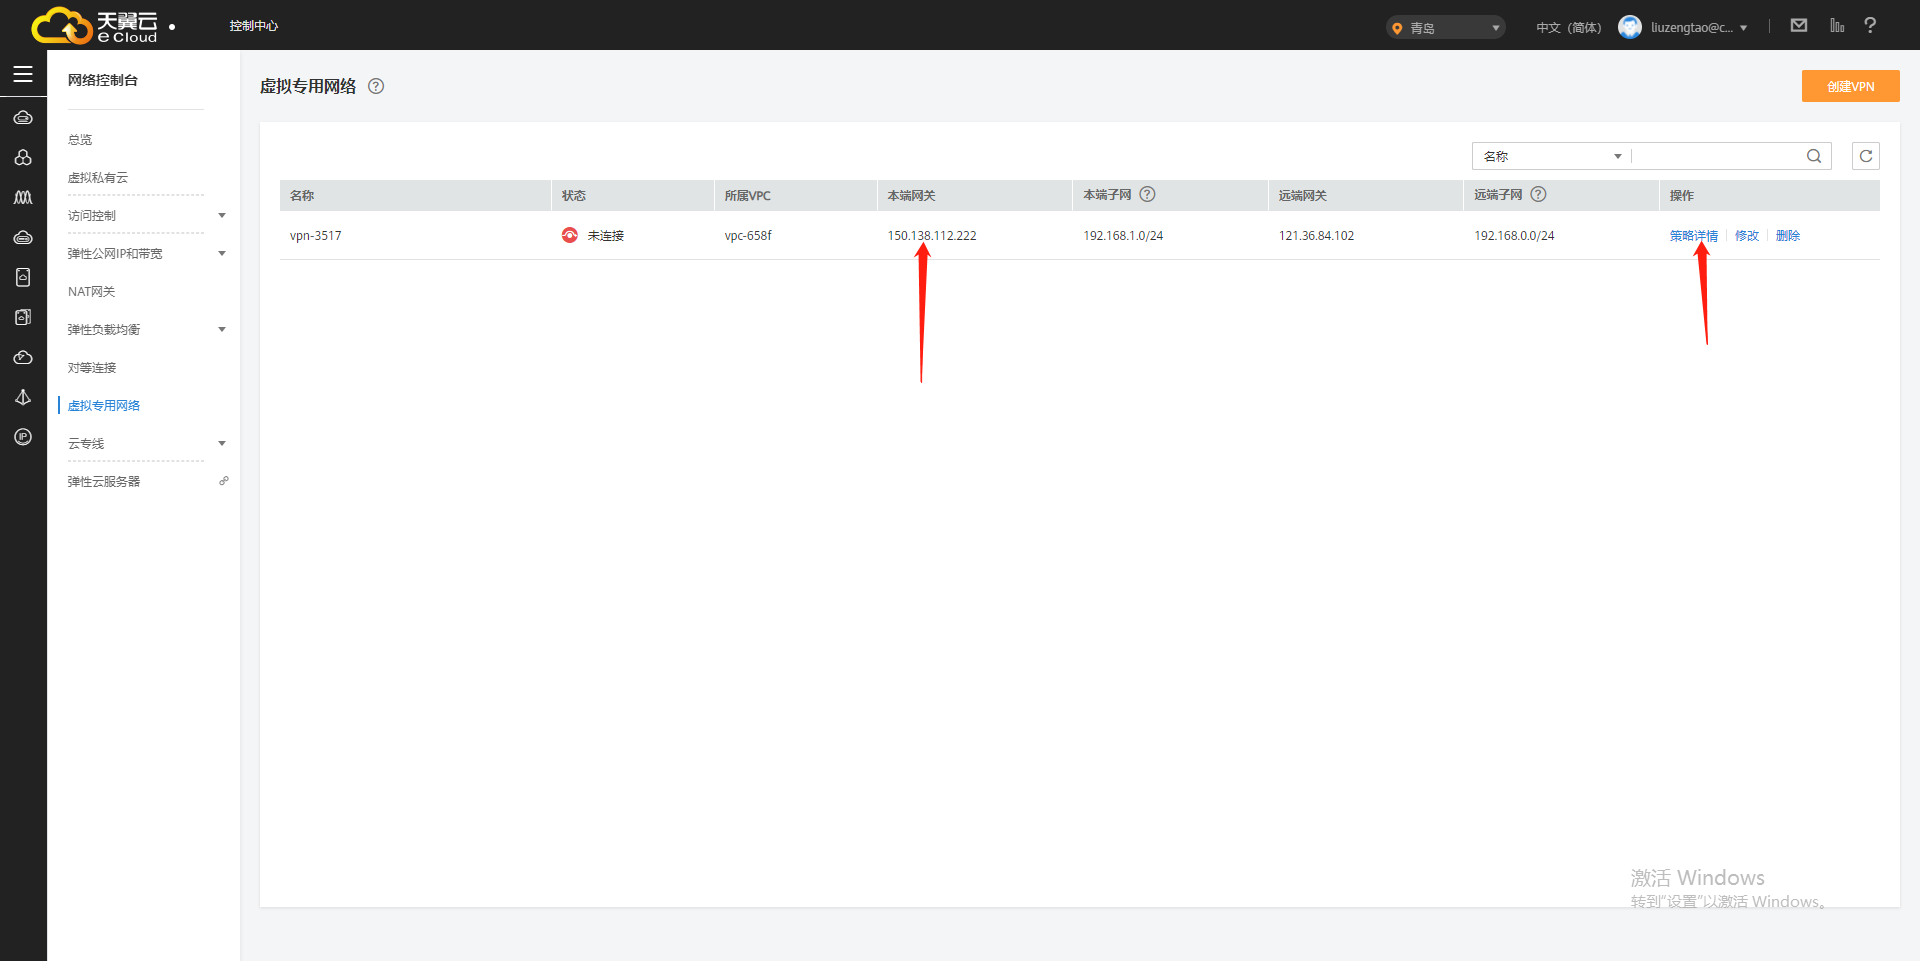 天翼云
e Cloud
控制中心
青岛
中文 (简体)
liuzengtao@c...
网络控制台
总览
虚拟私有云
访问控制
弹性公网IP和带宽
NAT网关
弹性负载均衡
对等连接
虚拟专用网络
云专线
弹性云服务器
IP
虚拟专用网络 ?
创建VPN
名称
名称 状态 所属VPC 本端网关 本端子网 ? 远端网关 远端子网 ? 操作
vpn-3517 未连接 vpc-658f 150.138.112.222 192.168.1.0/24 121.36.84.102 192.168.0.0/24 策略详情 修改 删除
激活 Windows
转到“设置”以激活 Windows。